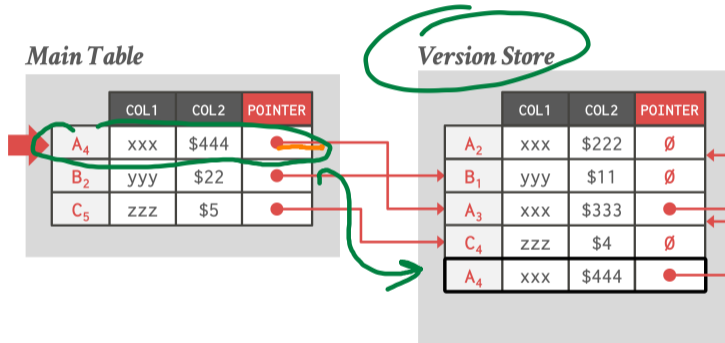 Main Table
COL1 COL2 POINTER
A₄ xxx $444
B₂ yyy $22
C₅ zzz $5
Version Store
COL1 COL2 POINTER
A₂ xxx $222 Ø
B₁ yyy $11 Ø
A₃ xxx $333
C₄ zzz $4 Ø
A₄ xxx $444